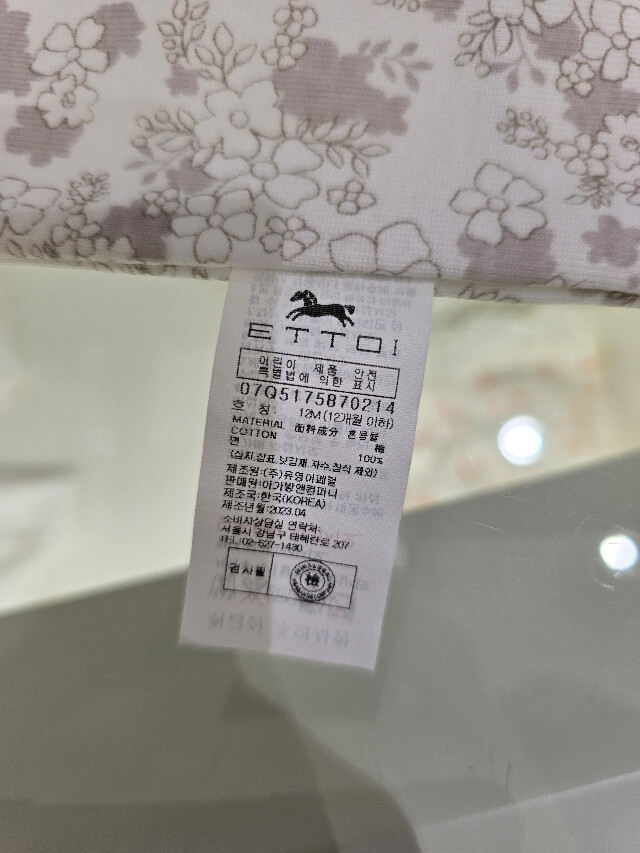 ETTOI
어린이 제품 안전
특별법에 의한 표시
07Q5175870214
호 칭: 12M (12개월 이하)
MATERIAL 面料成分 혼용율
COTTON 棉
면 100%
(심지,상표,낱감재,자수,장식 제외)
제조원:(주)유영어패럴
판매원:아가방앤컴퍼니
제조국:한국(KOREA)
제조년월:2023.04
소비자상담실 연락처:
서울시 강남구 테헤란로 207
TEL:02-527-1430
검사필